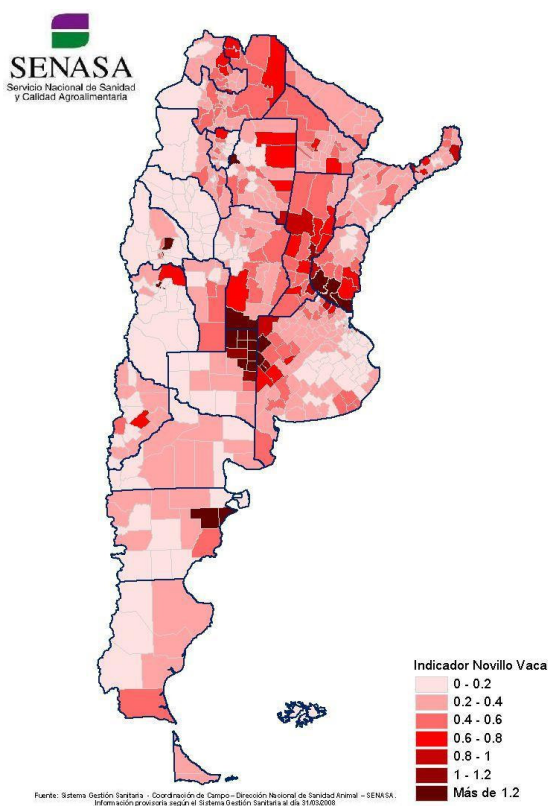 SENASA
Servicio Nacional de Sanidad
y Calidad Agroalimentaria
Indicador Novillo Vaca
0 - 0.2
0.2 - 0.4
0.4 - 0.6
0.6 - 0.8
0.8 - 1
1 - 1.2
Más de 1.2
Fuente: Sistema Gestión Sanitaria - Coordinación de Campo – Dirección Nacional de Sanidad Animal – SENASA.
Información provisoria según el Sistema Gestión Sanitaria al día 31/03/2008